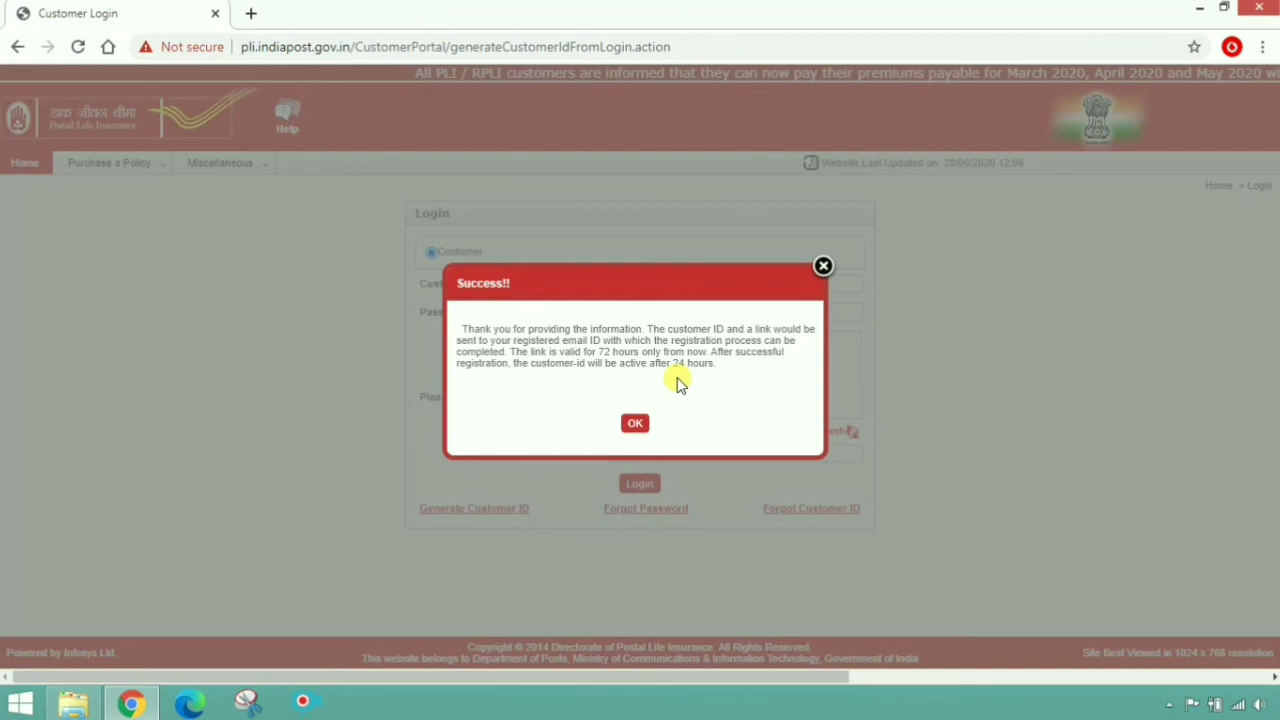 Customer Login
Not secure
pli.indiapost.gov.in/CustomerPortal/generateCustomerIdFromLogin.action
All PLI / RPLI customers are informed that they can now pay their premiums payable for March 2020, April 2020 and May 2020
डाक जीवन बीमा
Postal Life Insurance
Help
Home
Purchase a Policy
Miscellaneous
Website Last Updated on: 28/06/2020 12:06
Home > Login
Login
Customer
Success!!
Thank you for providing the information. The customer ID and a link would be
sent to your registered email ID with which the registration process can be
completed. The link is valid for 72 hours only from now. After successful
registration, the customer-id will be active after 24 hours.
OK
Login
Generate Customer ID
Forgot Password
Forgot Customer ID
Powered by Infosys Ltd.
Copyright © 2014 Directorate of Postal Life Insurance. All Rights Reserved.
This website belongs to Department of Posts, Ministry of Communications & Information Technology, Government of India
Site Best Viewed in 1024 x 768 resolution